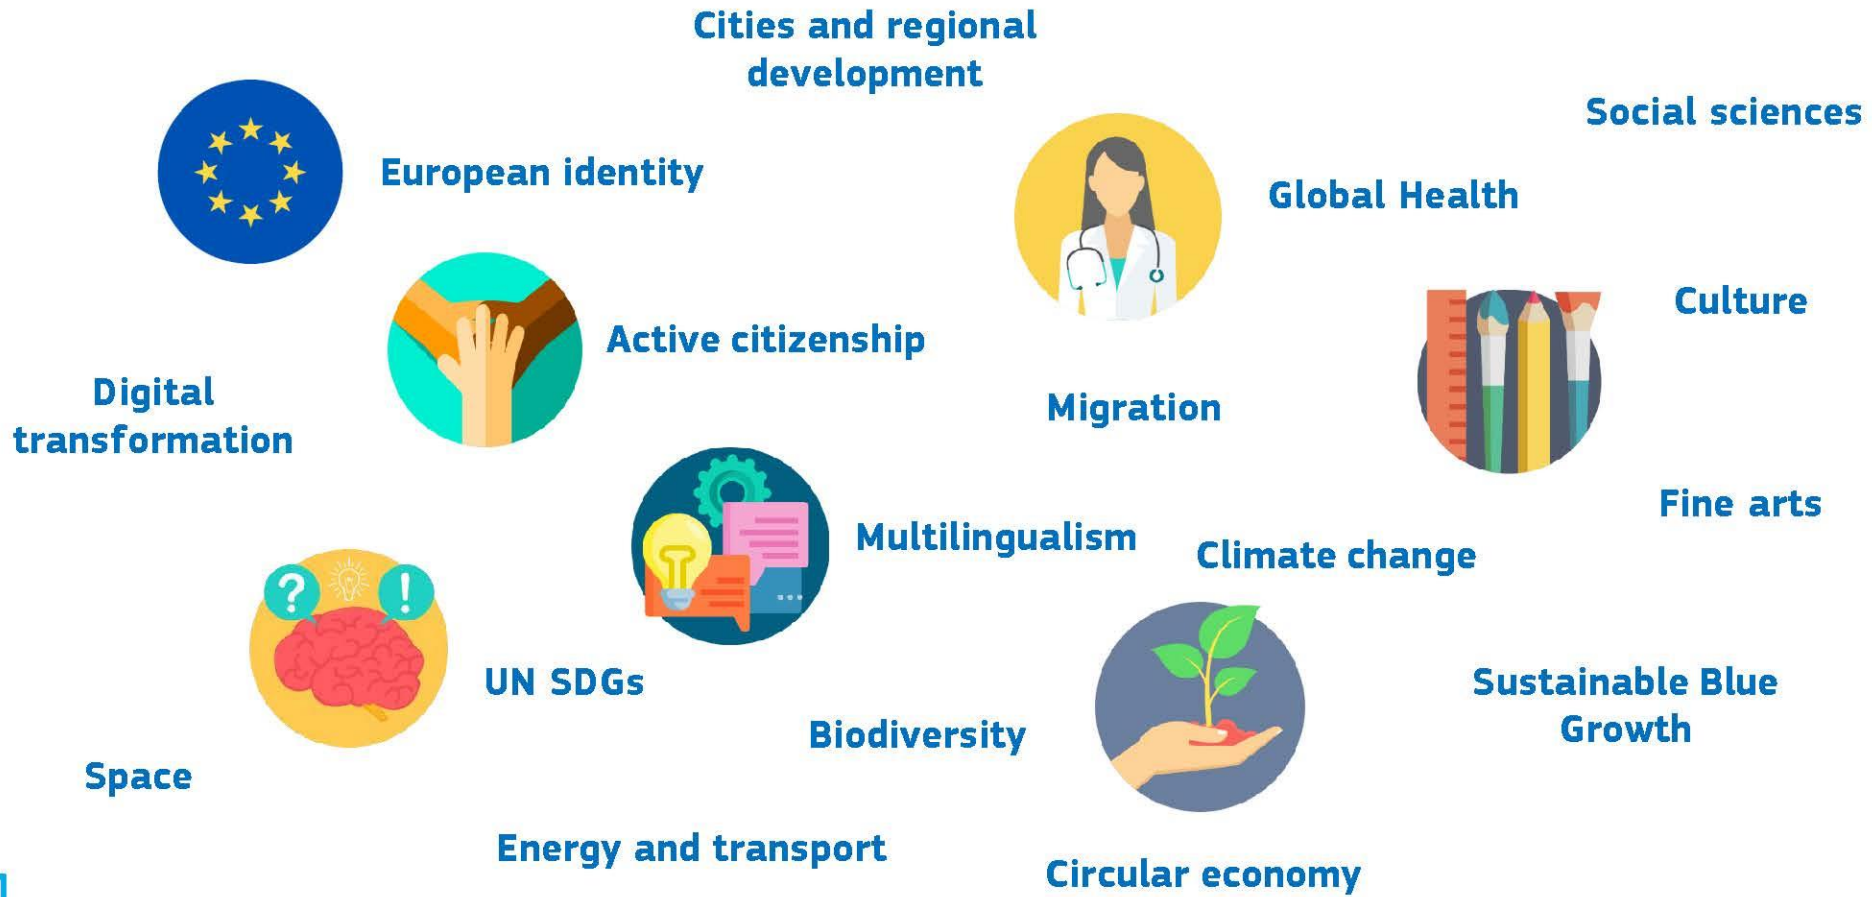 Cities and regional
development
Social sciences
European identity
Global Health
Culture
Active citizenship
Digital
transformation
Migration
Fine arts
Multilingualism
Climate change
?
!
UN SDGs
Sustainable Blue
Growth
Biodiversity
Space
Energy and transport
Circular economy